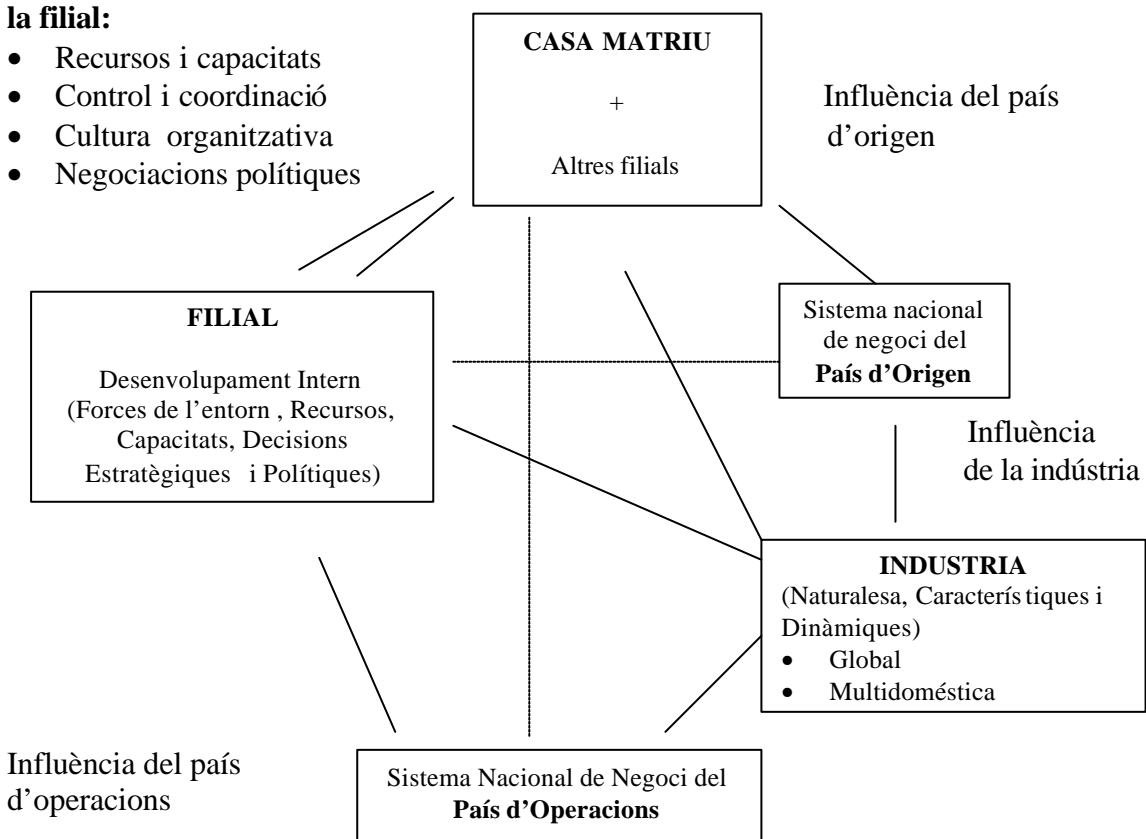 la filial:
• Recursos i capacitats
• Control i coordinació
• Cultura organitzativa
• Negociacions polítiques
CASA MATRIU
+
Altres filials
Influència del país
d’origen
FILIAL
Desenvolupament Intern
(Forces de l’entorn , Recursos,
Capacitats, Decisions
Estratègiques i Polítiques)
Sistema nacional
de negoci del
País d’Origen
Influència
de la indústria
INDUSTRIA
(Naturalesa, Caracterís tiques i
Dinàmiques)
• Global
• Multidoméstica
Influència del país
d’operacions
Sistema Nacional de Negoci del
País d’Operacions